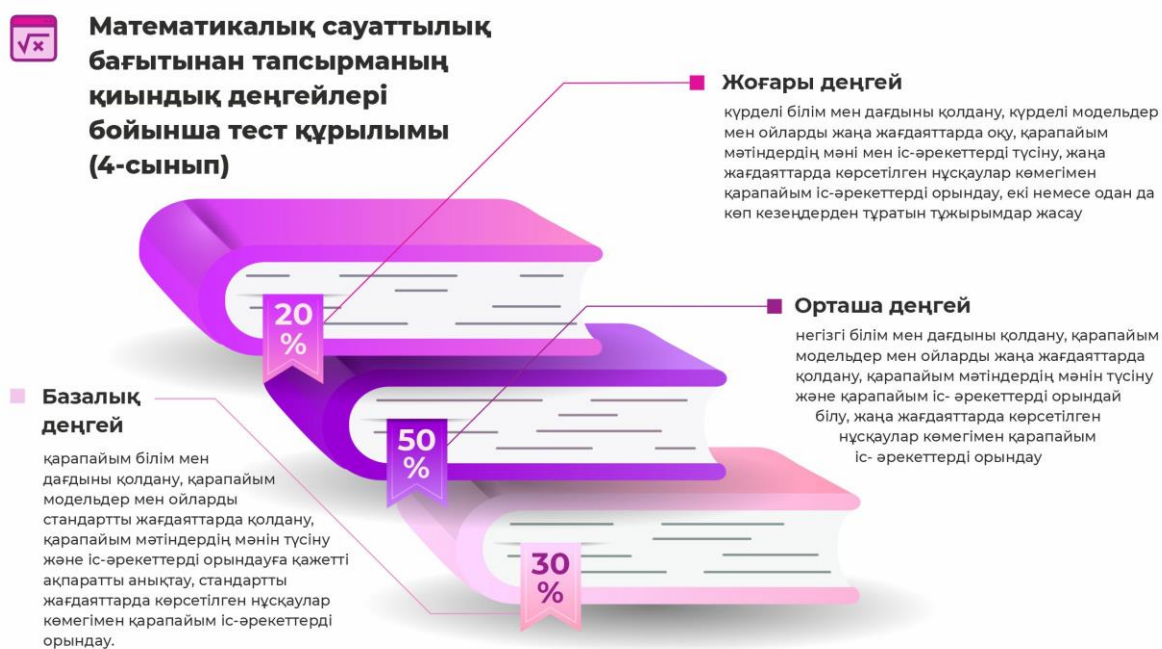 √x
Математикалық сауаттылық
бағытынан тапсырманың
қиындық деңгейлері
бойынша тест құрылымы
(4-сынып)
Жоғары деңгей
күрделі білім мен дағдыны қолдану, күрделі модельдер
мен ойларды жаңа жағдаяттарда оқу, қарапайым
мәтіндердің мәні мен іс-әрекеттерді түсіну, жаңа
жағдаяттарда көрсетілген нұсқаулар көмегімен
қарапайым іс-әрекеттерді орындау, екі немесе одан да
көп кезеңдерден тұратын тұжырымдар жасау
20
%
Орташа деңгей
негізгі білім мен дағдыны қолдану, қарапайым
модельдер мен ойларды жаңа жағдаяттарда
қолдану, қарапайым мәтіндердің мәнін түсіну
және қарапайым іс- әрекеттерді орындай
білу, жаңа жағдаяттарда көрсетілген
нұсқаулар көмегімен қарапайым
іс- әрекеттерді орындау
50
%
Базалық
деңгей
қарапайым білім мен
дағдыны қолдану, қарапайым
модельдер мен ойларды
стандартты жағдаяттарда қолдану,
қарапайым мәтіндердің мәнін түсіну
және іс-әрекеттерді орындауға қажетті
ақпаратты анықтау, стандартты
жағдаяттарда көрсетілген нұсқаулар
көмегімен қарапайым іс-әрекеттерді
орындау.
30
%